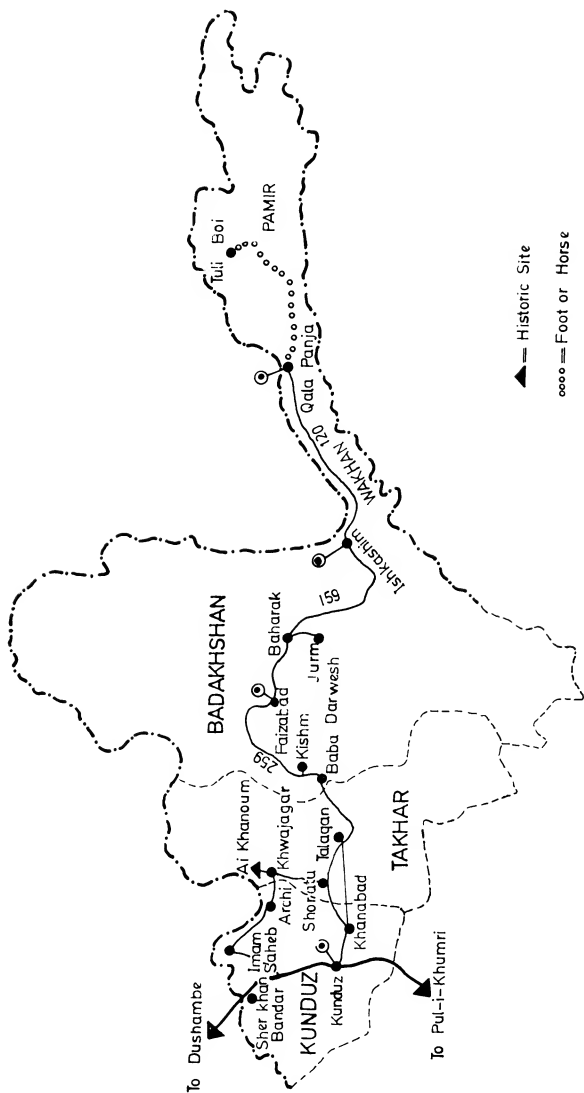 Tuli Boi
PAMIR
Qala Panja
120
WAKHAN
Ishkashim
159
BADAKHSHAN
Baharak
Jurm
Faizabad
Kishm
Baba Darwesh
259
TAKHAR
Ai Khanoum
Khwajagar
Archi
Talaqan
Khanabad
Imam
Saheb
Sher khan
Bandar
KUNDUZ
Kunduz
To Dushambe
To Pul-i-Khumri
= Historic Site
= Foot or Horse